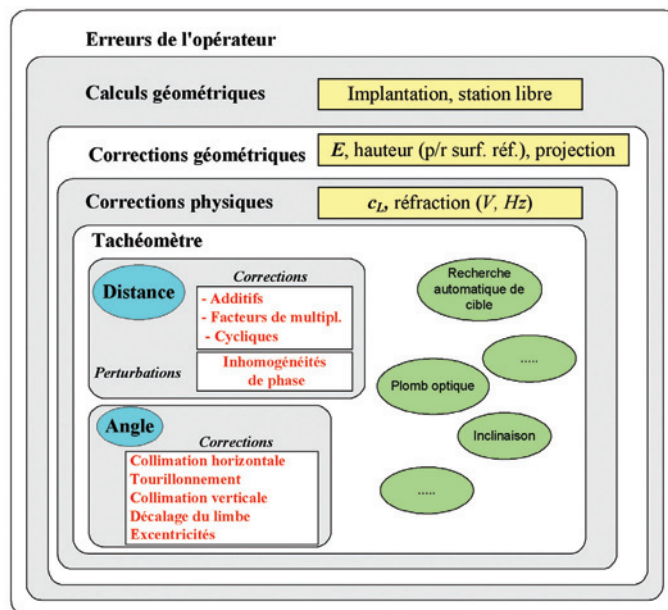 Erreurs de l'opérateur
Calculs géométriques
Implantation, station libre
Corrections géométriques
E, hauteur (p/r surf. réf.), projection
Corrections physiques
c_L, réfraction (V, Hz)
Tachéomètre
Distance
Corrections
- Additifs
- Facteurs de multipl.
- Cycliques
Perturbations
Inhomogénéités
de phase
Angle
Corrections
Collimation horizontale
Tourillonnement
Collimation verticale
Décalage du limbe
Excentricités
Recherche
automatique de
cible
.....
Plomb optique
Inclinaison
.....